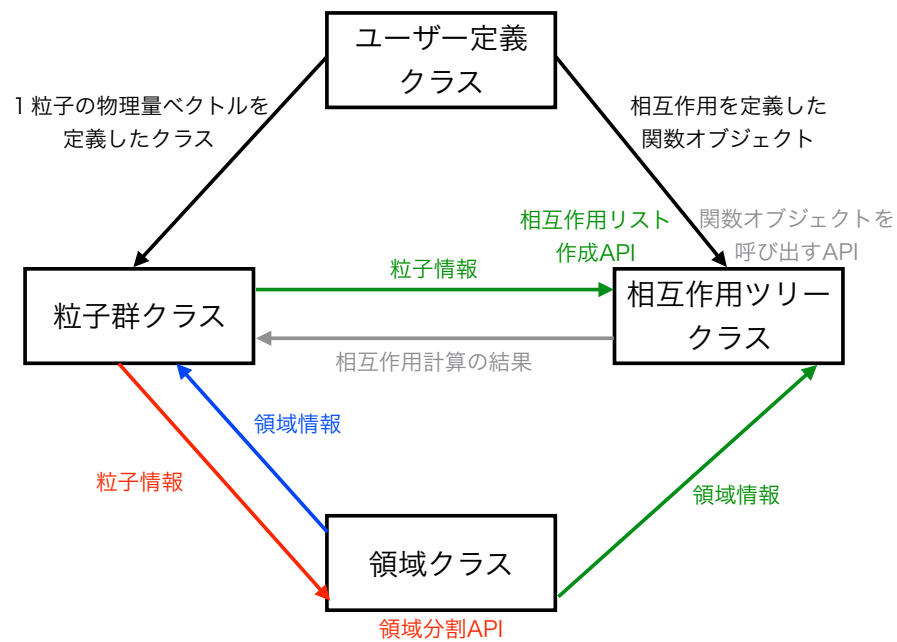 ユーザー定義
クラス
１粒子の物理量ベクトルを
定義したクラス
相互作用を定義した
関数オブジェクト
相互作用リスト
作成API
関数オブジェクトを
呼び出すAPI
粒子情報
粒子群クラス
相互作用ツリー
クラス
相互作用計算の結果
領域情報
粒子情報
領域情報
領域クラス
領域分割API